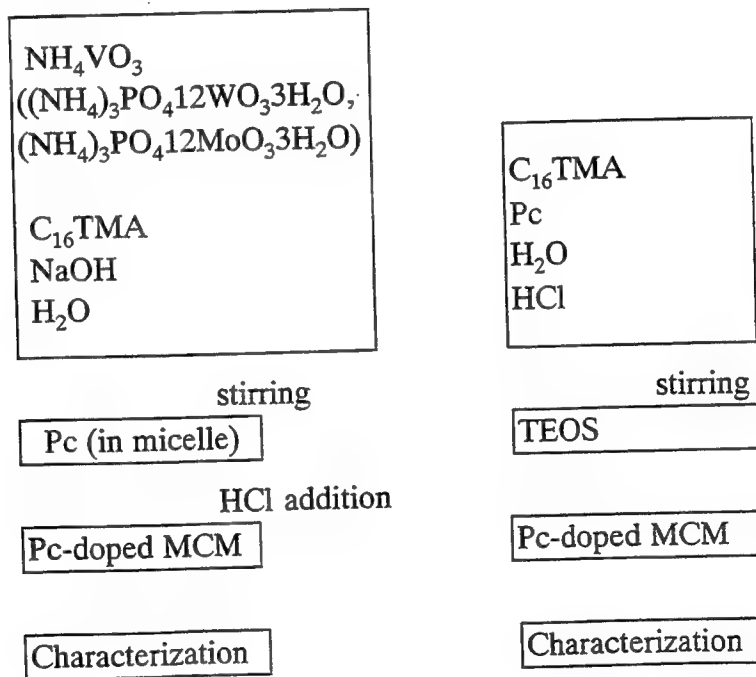 NH₄VO₃
((NH₄)₃PO₄12WO₃3H₂O,
(NH₄)₃PO₄12MoO₃3H₂O)
C₁₆TMA
NaOH
H₂O
stirring
Pc (in micelle)
HCl addition
Pc-doped MCM
Characterization
C₁₆TMA
Pc
H₂O
HCl
stirring
TEOS
Pc-doped MCM
Characterization